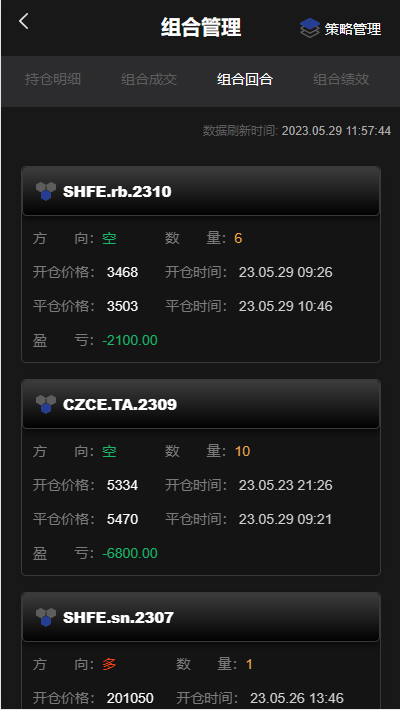 组合管理
策略管理
持仓明细 组合成交 组合回合 组合绩效
数据刷新时间: 2023.05.29 11:57:44
SHFE.rb.2310
方 向: 空 数 量: 6
开仓价格: 3468 开仓时间: 23.05.29 09:26
平仓价格: 3503 平仓时间: 23.05.29 10:46
盈 亏: -2100.00
CZCE.TA.2309
方 向: 空 数 量: 10
开仓价格: 5334 开仓时间: 23.05.23 21:26
平仓价格: 5470 平仓时间: 23.05.29 09:21
盈 亏: -6800.00
SHFE.sn.2307
方 向: 多 数 量: 1
开仓价格: 201050 开仓时间: 23.05.26 13:46